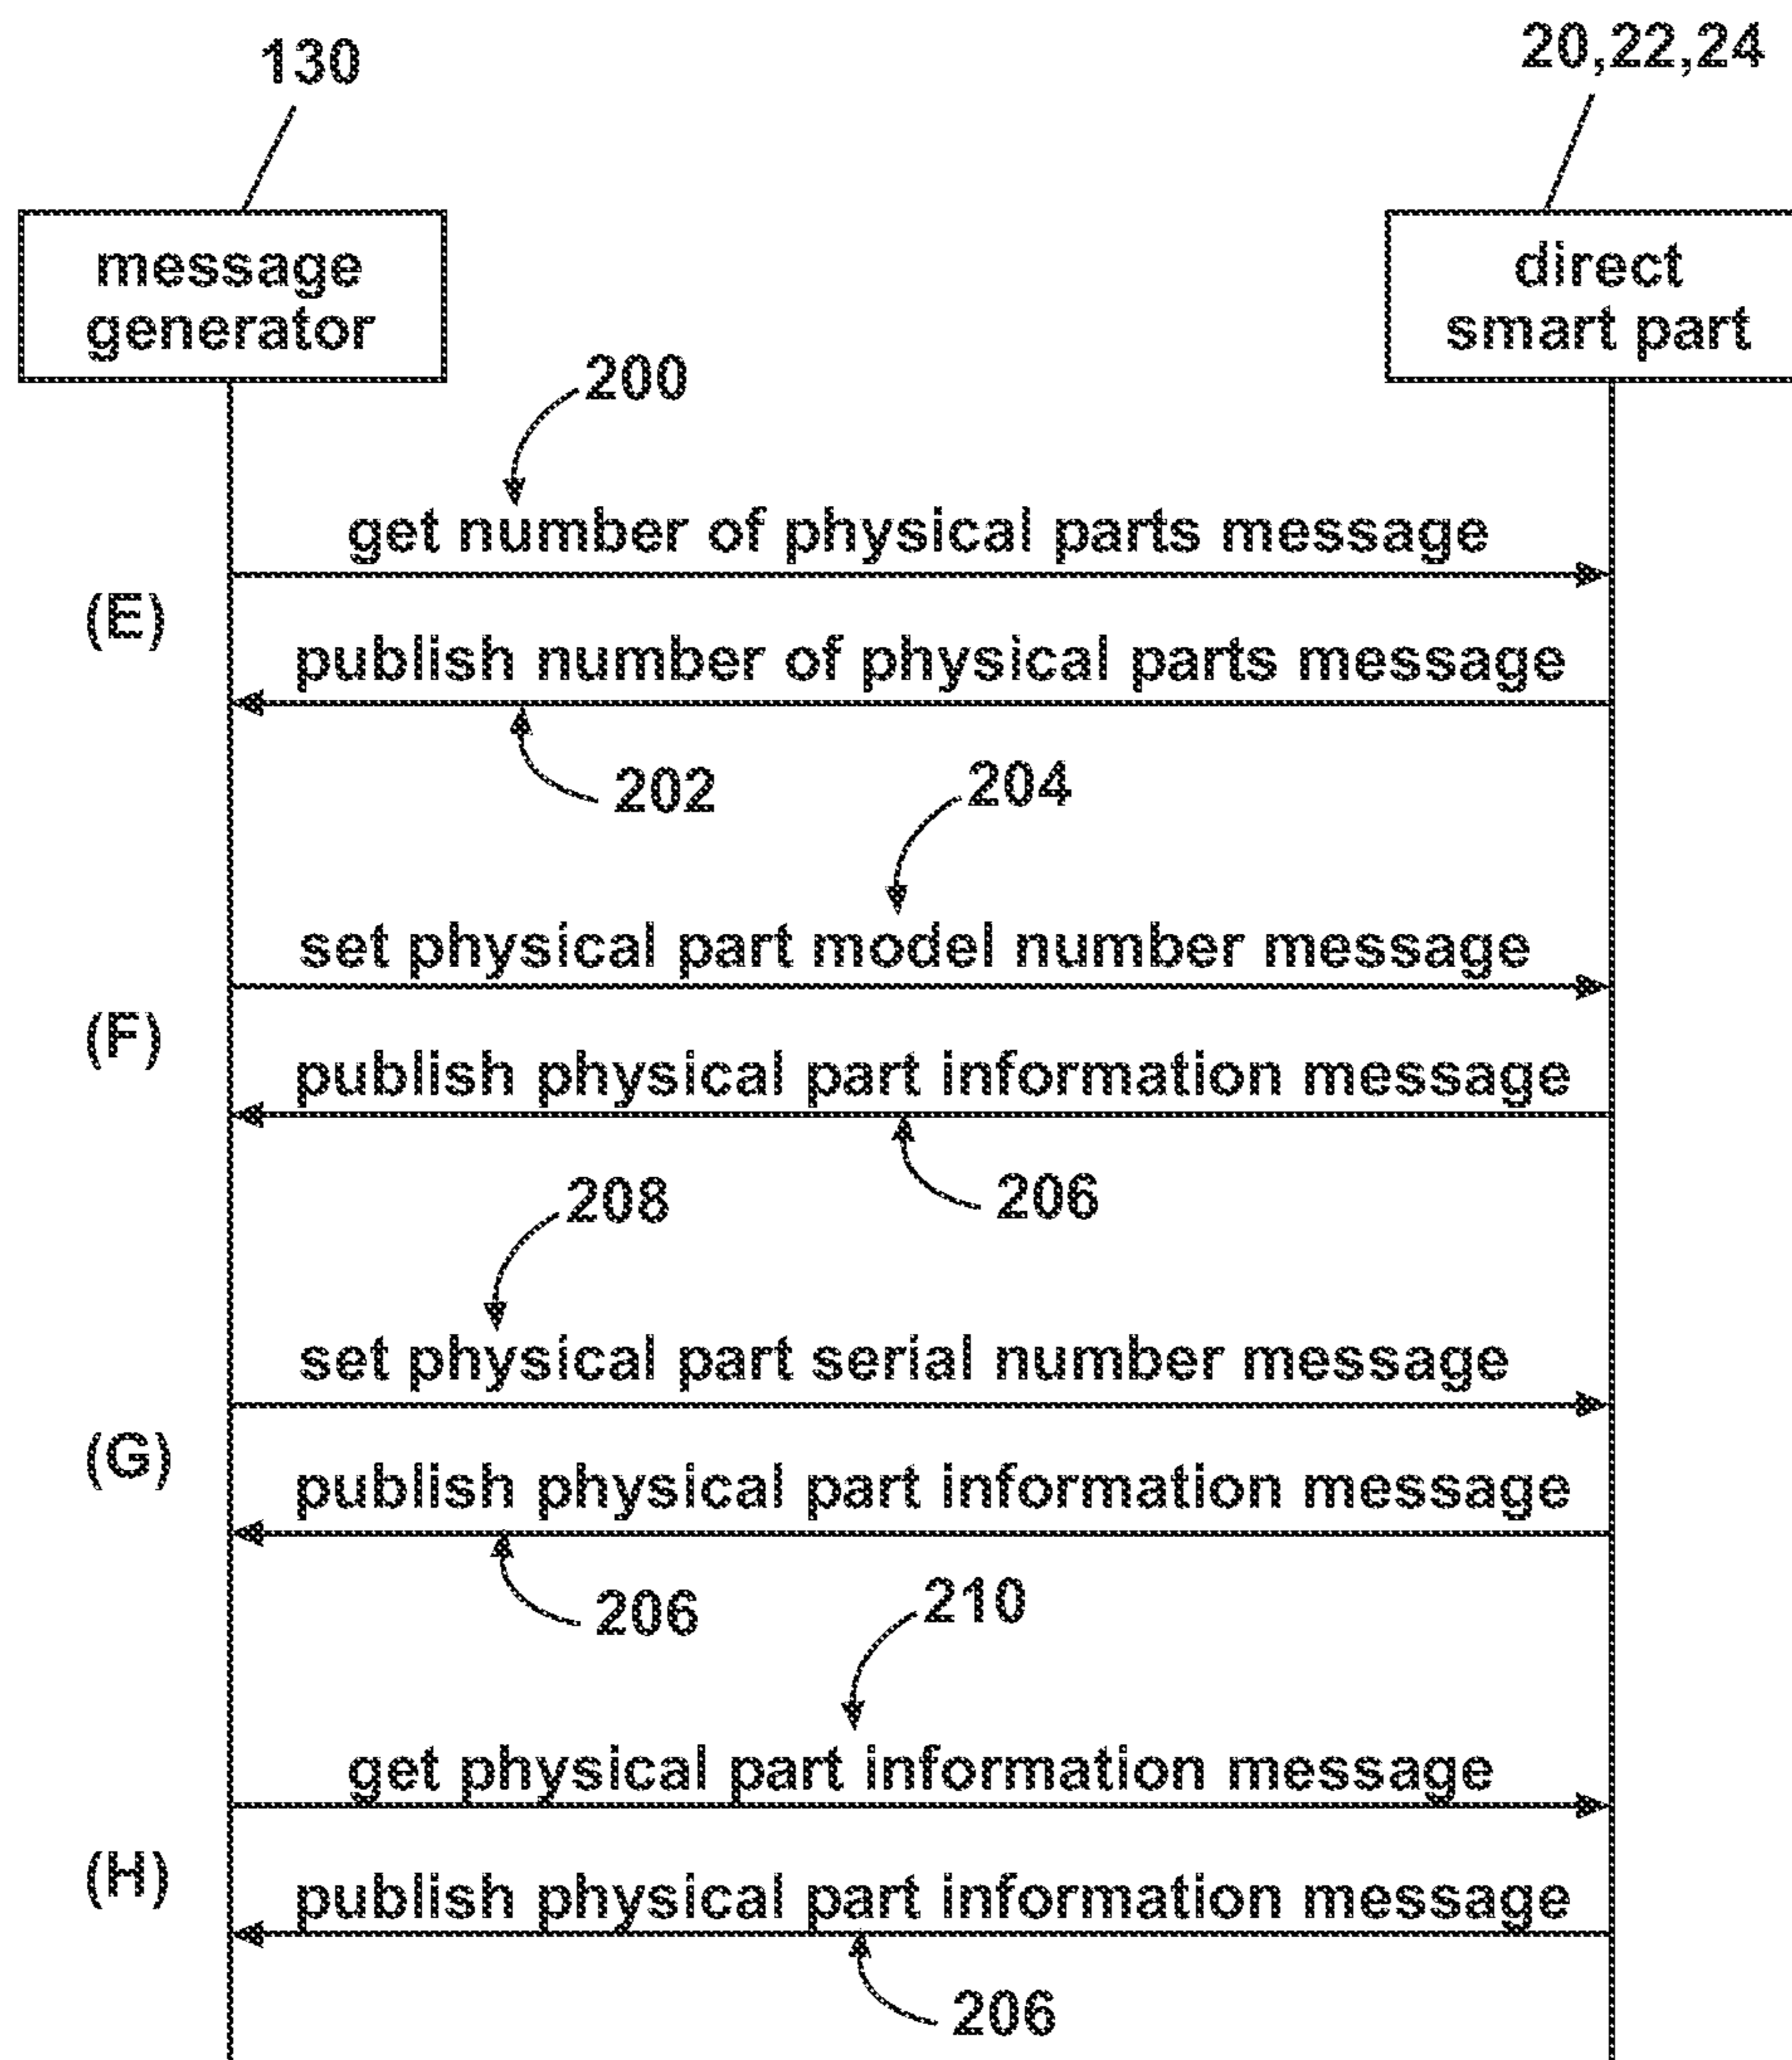 130
20,22,24
message
generator
direct
smart part
200
get number of physical parts message
(E)
publish number of physical parts message
202
204
set physical part model number message
(F)
publish physical part information message
206
208
set physical part serial number message
(G)
publish physical part information message
206
210
get physical part information message
(H)
publish physical part information message
206